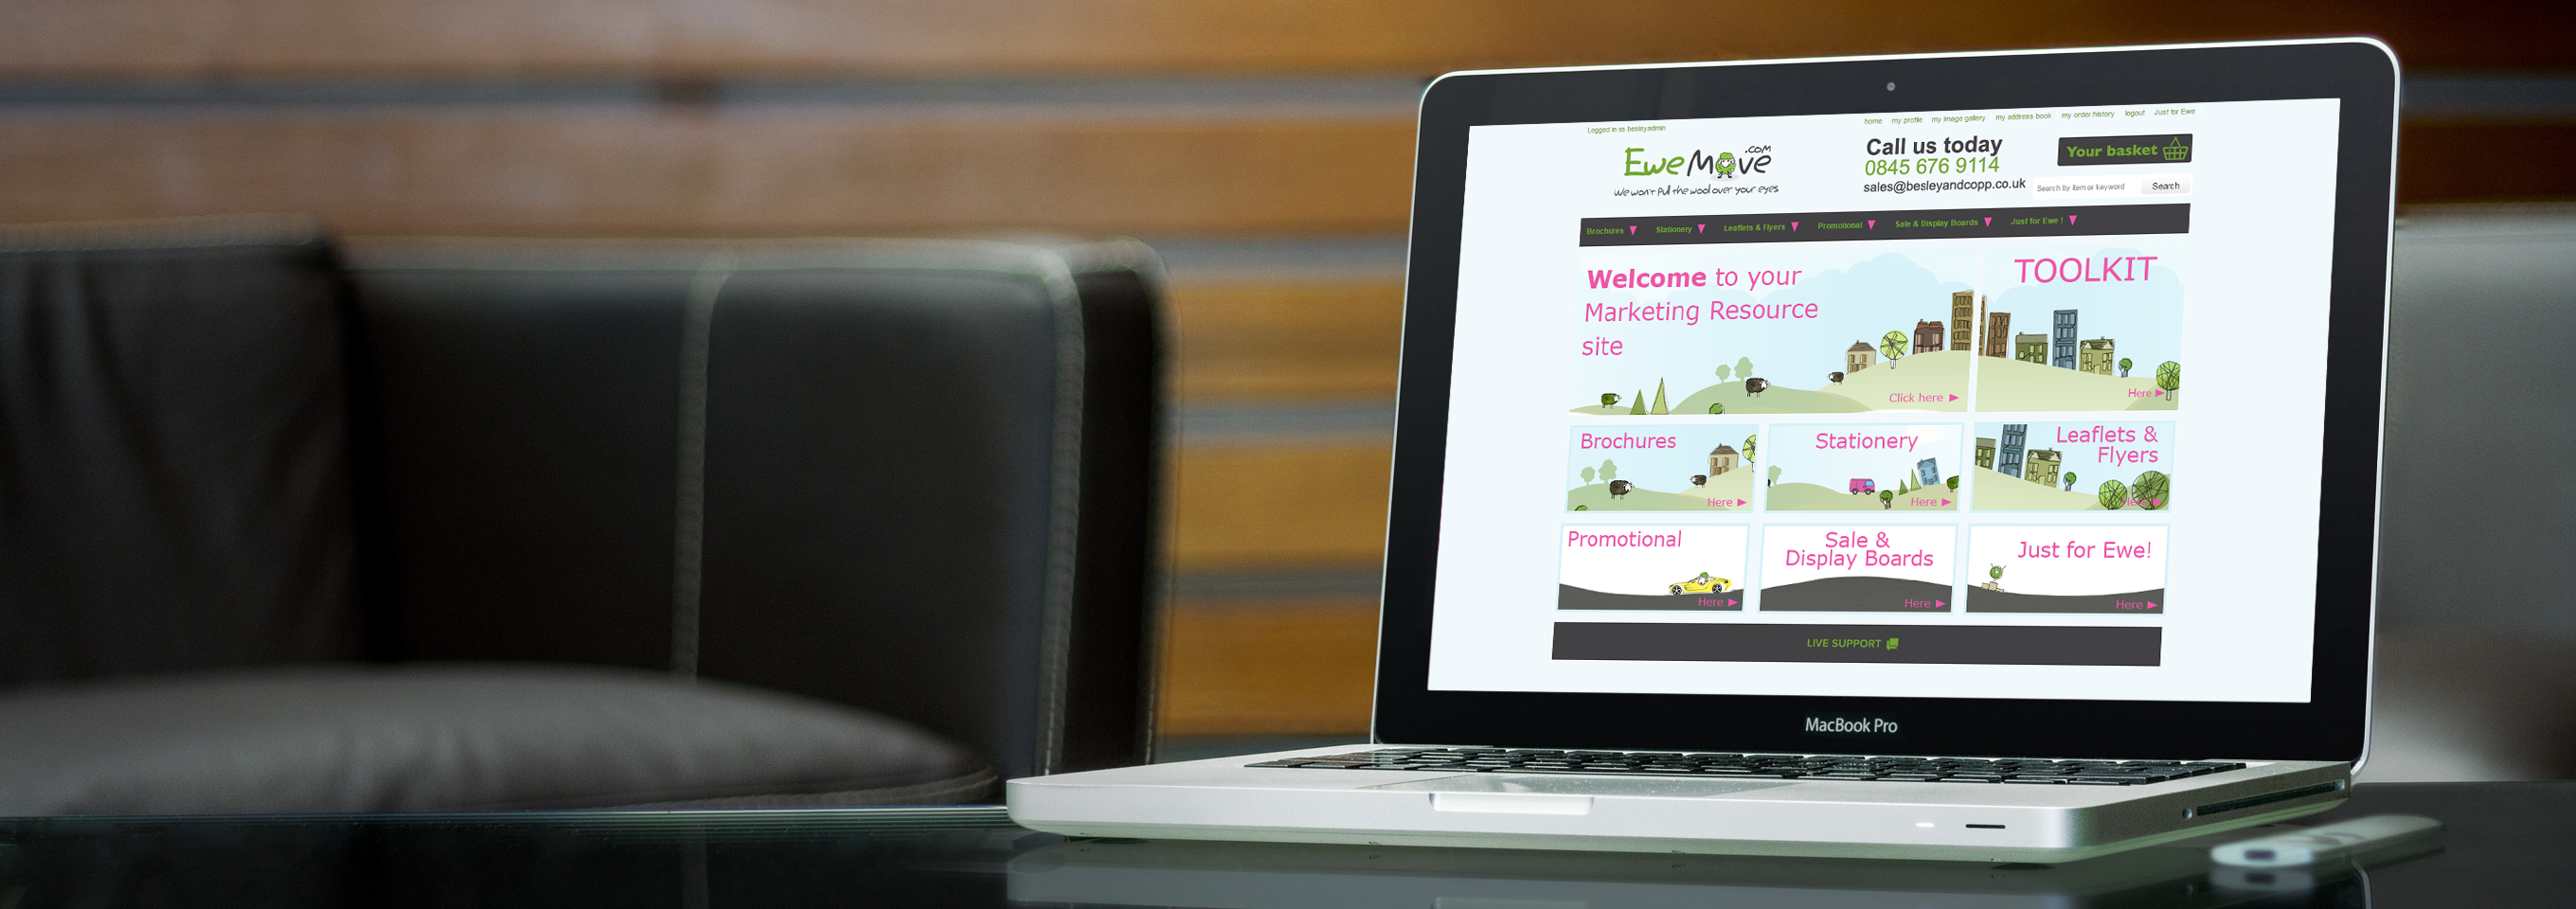 Logged in as besleyadmin
home my profile my image gallery my address book my order history logout Just for Ewe
EweMove.com
We won't pull the wool over your eyes
Call us today
0845 676 9114
sales@besleyandcopp.co.uk
Your basket
Search by item or keyword Search
Brochures Stationery Leaflets & Flyers Promotional Sale & Display Boards Just for Ewe !
Welcome to your
Marketing Resource
site
Click here
TOOLKIT
Here
Brochures
Here
Stationery
Here
Leaflets &
Flyers
Here
Promotional
Here
Sale &
Display Boards
Here
Just for Ewe!
Here
LIVE SUPPORT
MacBook Pro